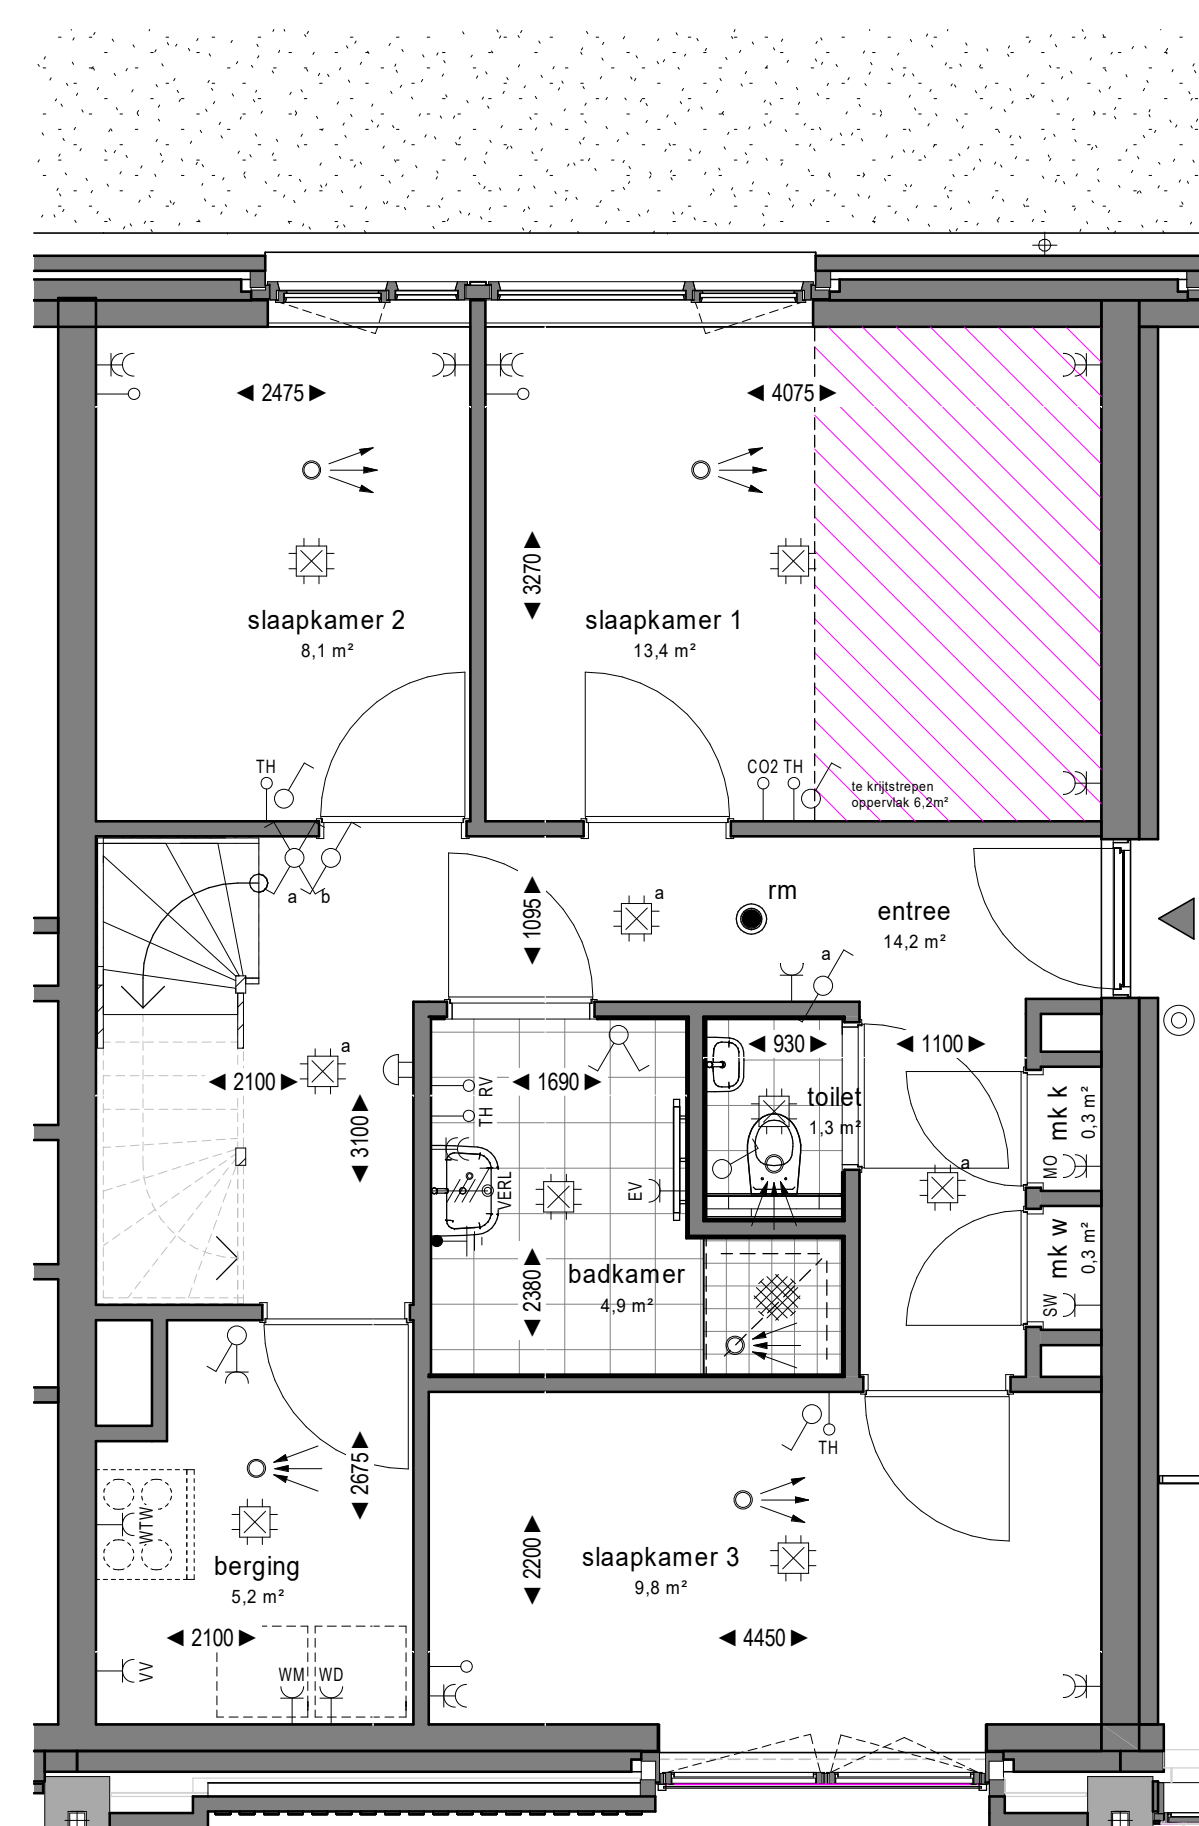 2475
4075
3270
slaapkamer 2
8,1 m²
slaapkamer 1
13,4 m²
TH
CO2 TH
te krijtstrepen
oppervlak 6,2m²
a b
1095
a
rm
entree
14,2 m²
a
930
1100
2100
a
3100
TH RV
1690
toilet
1,3 m²
mk k
0,3 m²
MO
a
VERL
EV
badkamer
4,9 m²
2380
mk w
0,3 m²
SW
TH
2675
WTW
berging
5,2 m²
2200
slaapkamer 3
9,8 m²
2100
4450
VV
WM WD